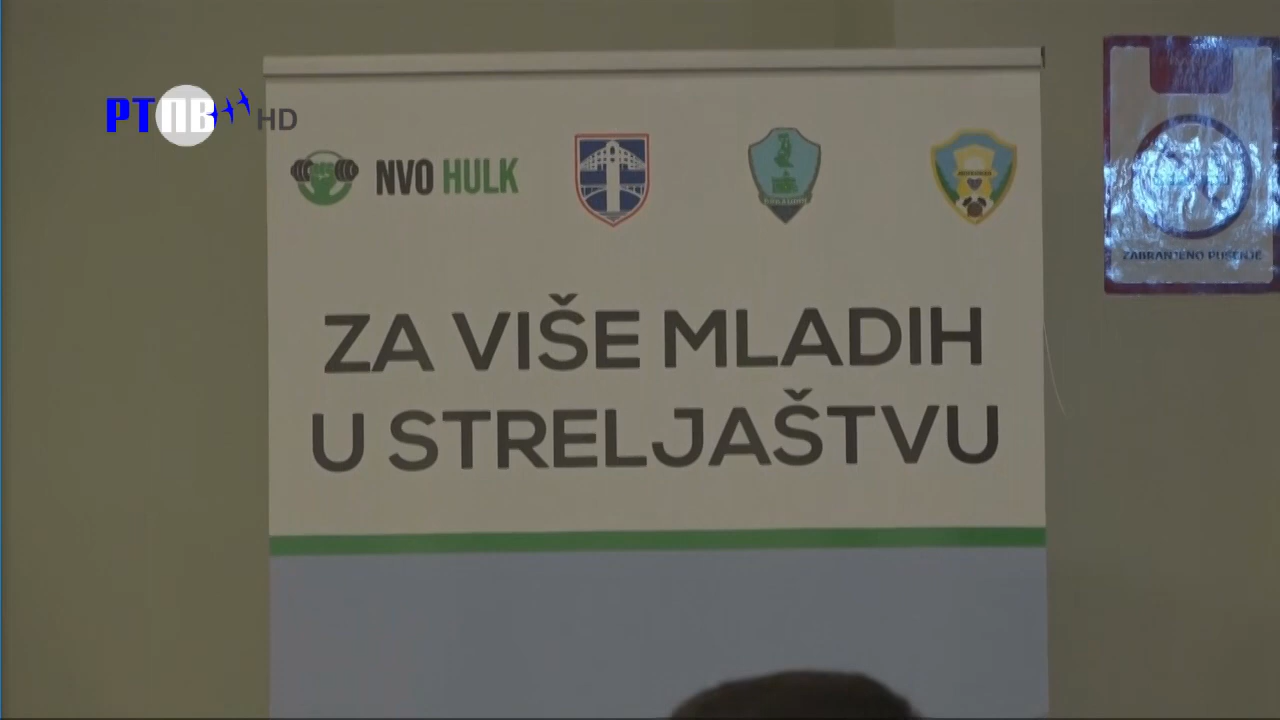 РТПВ HD
NVO HULK
ZA VIŠE MLADIH
U STRELJAŠTVU
ZABRANJENO PUŠENJE